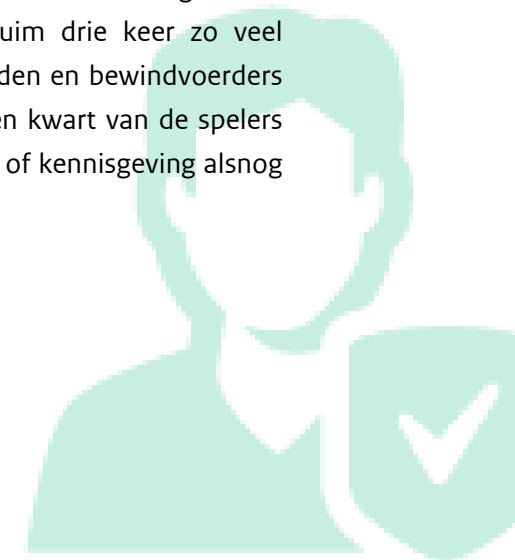 uim drie keer zo veel
den en bewindvoerders
en kwart van de spelers
of kennisgeving alsnog